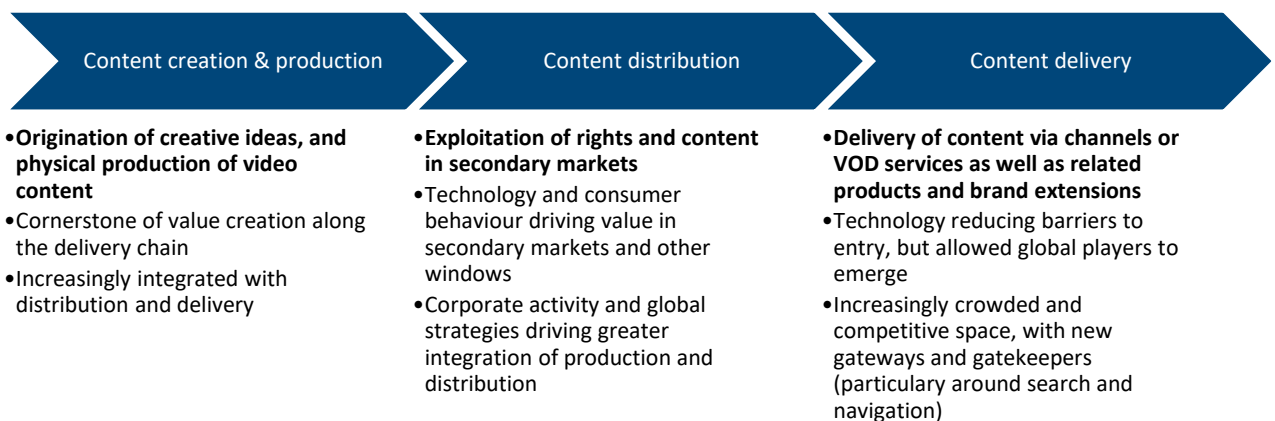 Content creation & production
Content distribution
Content delivery
•Origination of creative ideas, and
physical production of video
content
•Cornerstone of value creation along
the delivery chain
•Increasingly integrated with
distribution and delivery
•Exploitation of rights and content
in secondary markets
•Technology and consumer
behaviour driving value in
secondary markets and other
windows
•Corporate activity and global
strategies driving greater
integration of production and
distribution
•Delivery of content via channels or
VOD services as well as related
products and brand extensions
•Technology reducing barriers to
entry, but allowed global players to
emerge
•Increasingly crowded and
competitive space, with new
gateways and gatekeepers
(particulary around search and
navigation)